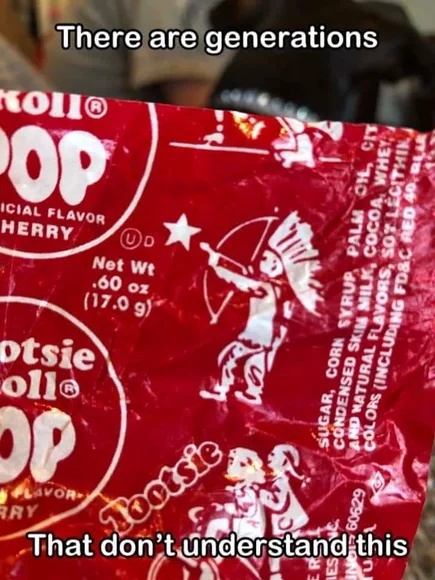 There are generations
Roll®
POP
ICIAL FLAVOR
HERRY
Ⓤ D
Net Wt
.60 oz
(17.0 g)
otsie
oll®
OP
FLAVOR
RRY
Tootsie
SUGAR, CORN SYRUP, PALM OIL, CIT
CONDENSED SKIM MILK, COCOA, WHEY
AND NATURAL FLAVORS, SOY LECITHIN
COLORS (INCLUDING FD&C RED 40
60629
That don't understand this